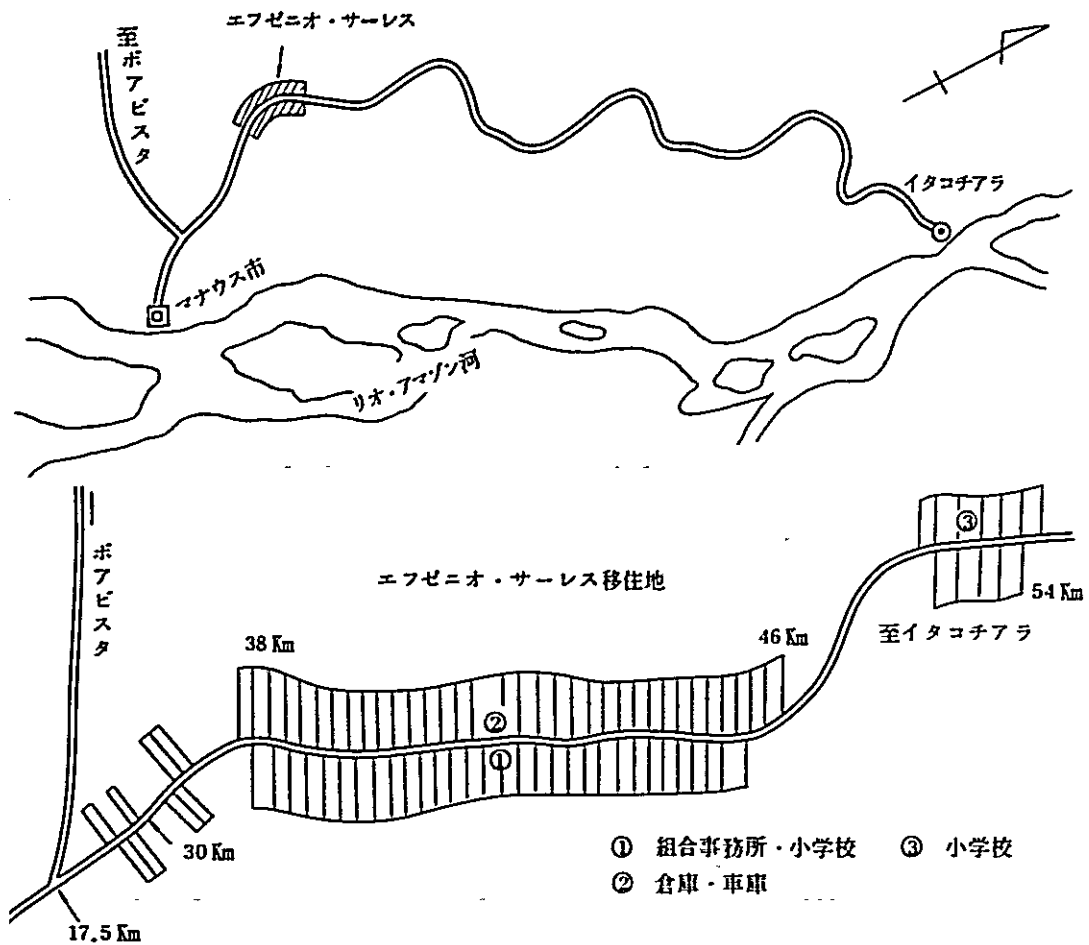 エフゼニオ・サーレス
至ボアビスタ
イタコチアラ
マナウス市
リオ・アマゾン河
ボアビスタ
エフゼニオ・サーレス移住地
38 Km
46 Km
③
54 Km
至イタコチアラ
②
①
30 Km
17.5 Km
① 組合事務所・小学校 ③ 小学校
② 倉庫・車庫